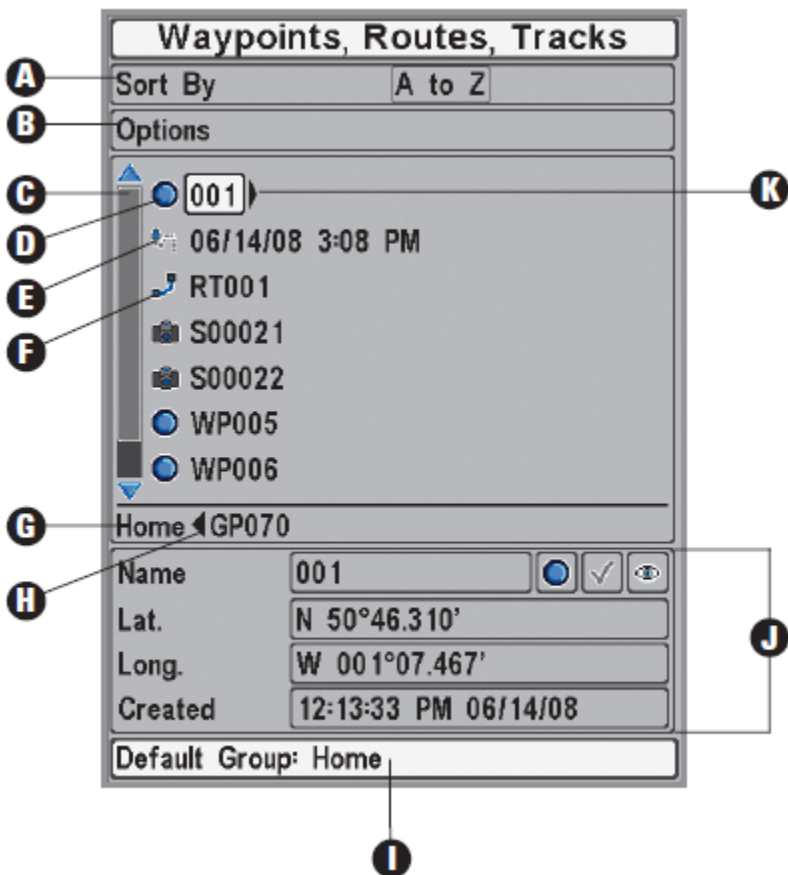 Waypoints, Routes, Tracks
A Sort By A to Z
B Options
C
D 001 K
E 06/14/08 3:08 PM
F RT001
S00021
S00022
WP005
WP006
G Home GP070
H
Name 001
Lat. N 50°46.310'
J
Long. W 001°07.467'
Created 12:13:33 PM 06/14/08
Default Group: Home
I